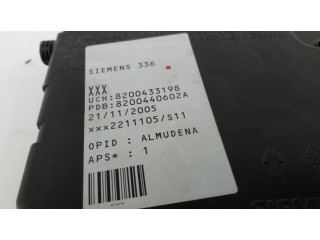 SIEMENS 336
XXX
UCH:8200433198
PDB:8200440602A
21/11/2005
xxx2211105/S11
OPID : ALMUDENA
APS* : 1